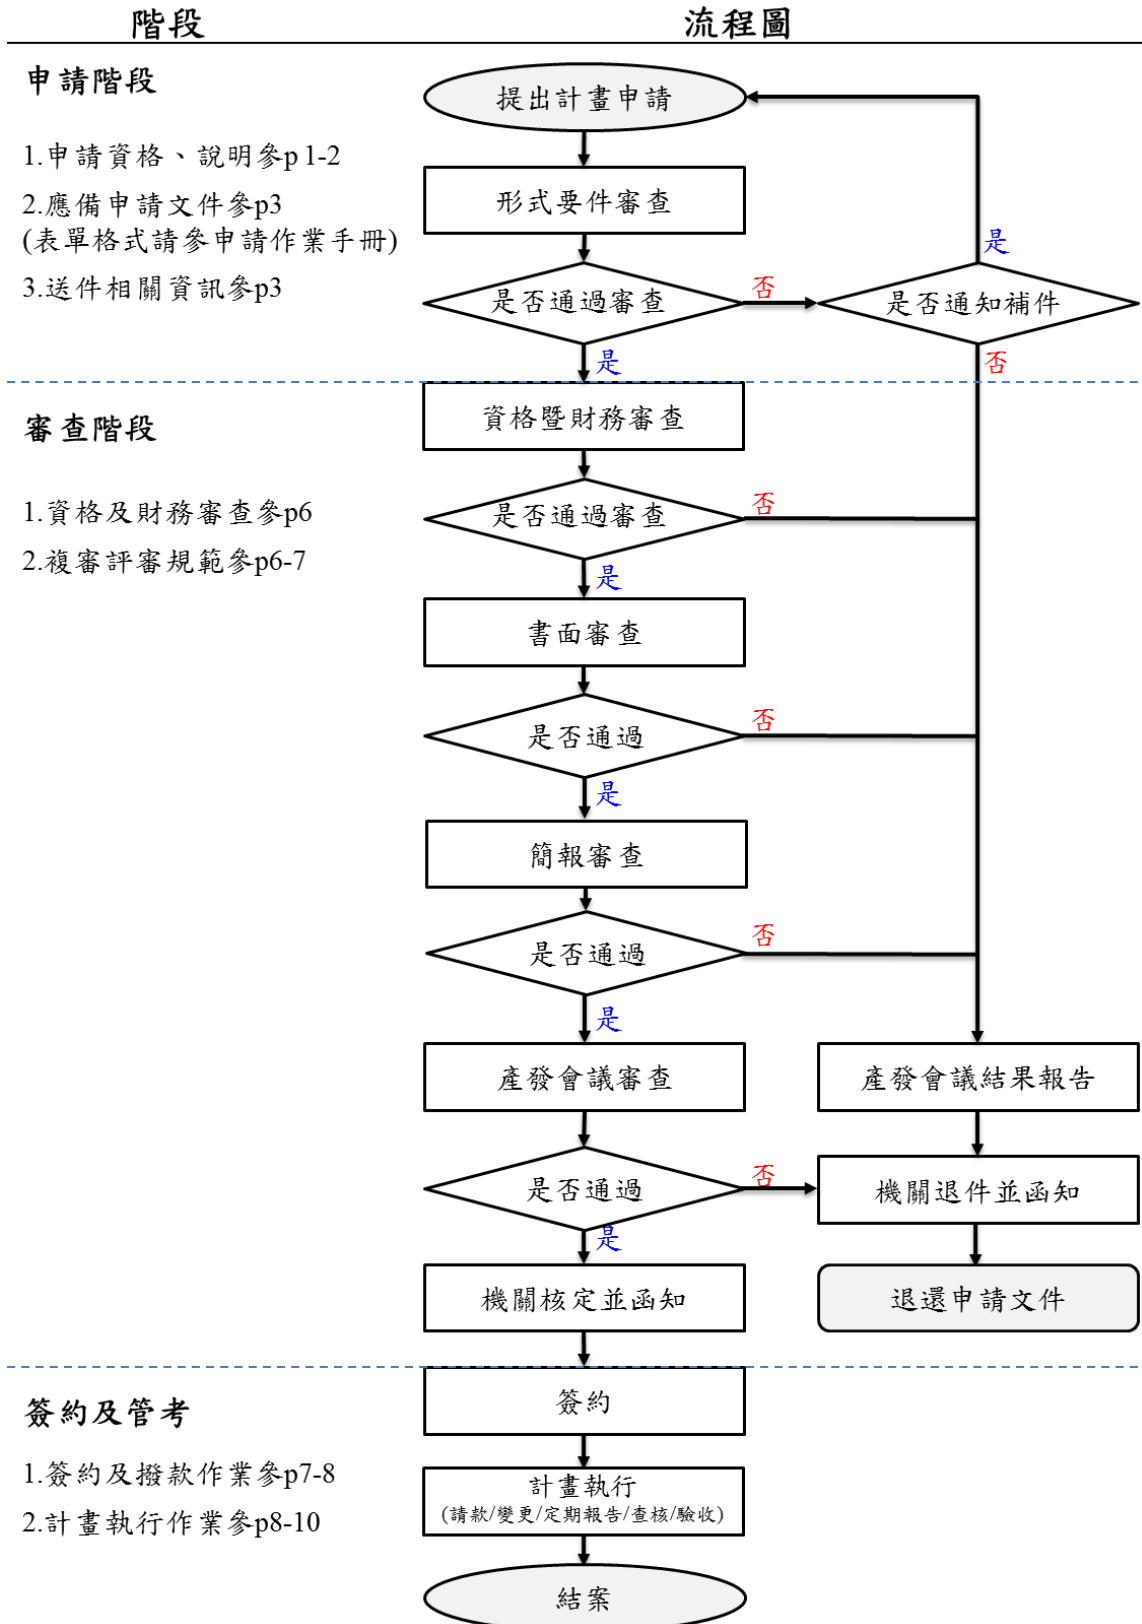 階段
流程圖
申請階段
1.申請資格、說明參p 1-2
2.應備申請文件參p3
(表單格式請參申請作業手冊)
3.送件相關資訊參p3
提出計畫申請
形式要件審查
是否通過審查
否
是否通知補件
是
是
否
審查階段
1.資格及財務審查參p6
2.複審評審規範參p6-7
資格暨財務審查
是否通過審查
否
是
書面審查
是否通過
否
是
簡報審查
是否通過
否
是
產發會議審查
產發會議結果報告
是否通過
否
機關退件並函知
是
機關核定並函知
退還申請文件
簽約及管考
1.簽約及撥款作業參p7-8
2.計畫執行作業參p8-10
簽約
計畫執行
(請款/變更/定期報告/查核/驗收)
結案